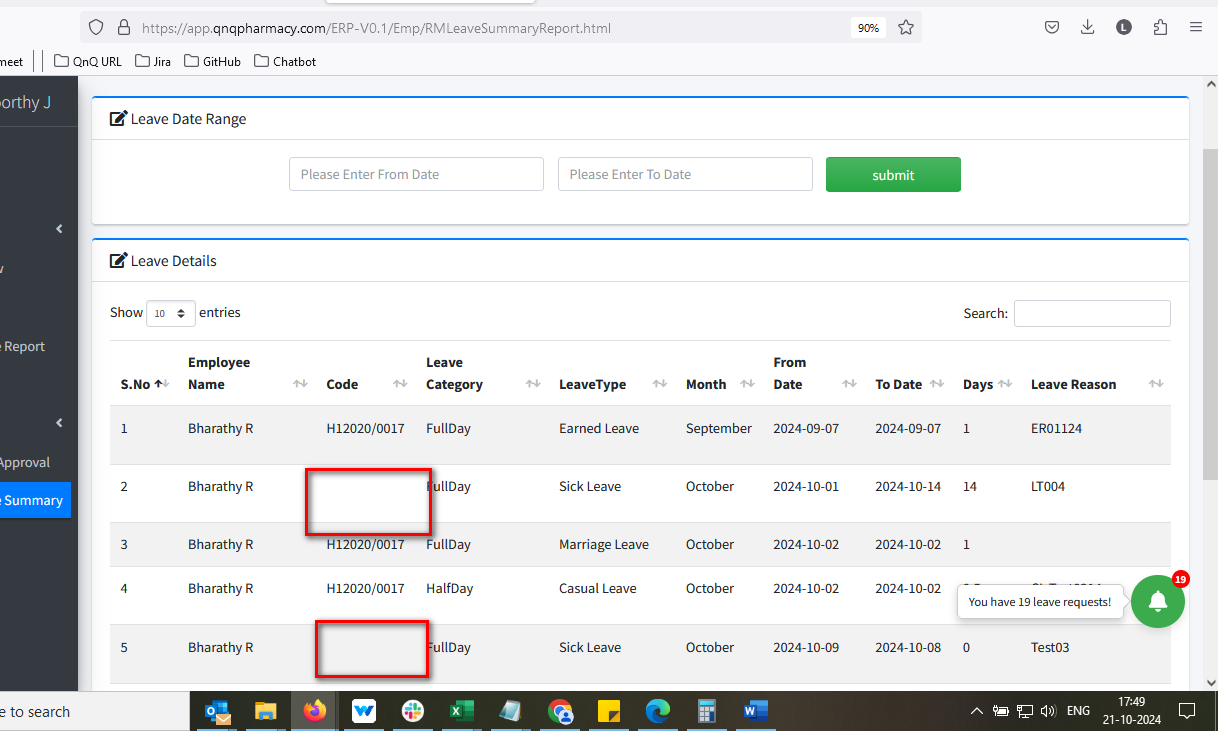 https://app.qnqpharmacy.com/ERP-V0.1/Emp/RMLeaveSummaryReport.html 90% L
meet QnQ URL Jira GitHub Chatbot
orthy J
Leave Date Range
Please Enter From Date Please Enter To Date submit
Leave Details
Show 10 entries Search:
S.No Employee Name Code Leave Category LeaveType Month From Date To Date Days Leave Reason
1 Bharathy R H12020/0017 FullDay Earned Leave September 2024-09-07 2024-09-07 1 ER01124
2 Bharathy R FullDay Sick Leave October 2024-10-01 2024-10-14 14 LT004
3 Bharathy R H12020/0017 FullDay Marriage Leave October 2024-10-02 2024-10-02 1
4 Bharathy R H12020/0017 HalfDay Casual Leave October 2024-10-02 2024-10-02
5 Bharathy R FullDay Sick Leave October 2024-10-09 2024-10-08 0 Test03
w
e Report
Approval
e Summary
You have 19 leave requests! 19
e to search
ENG 17:49
21-10-2024